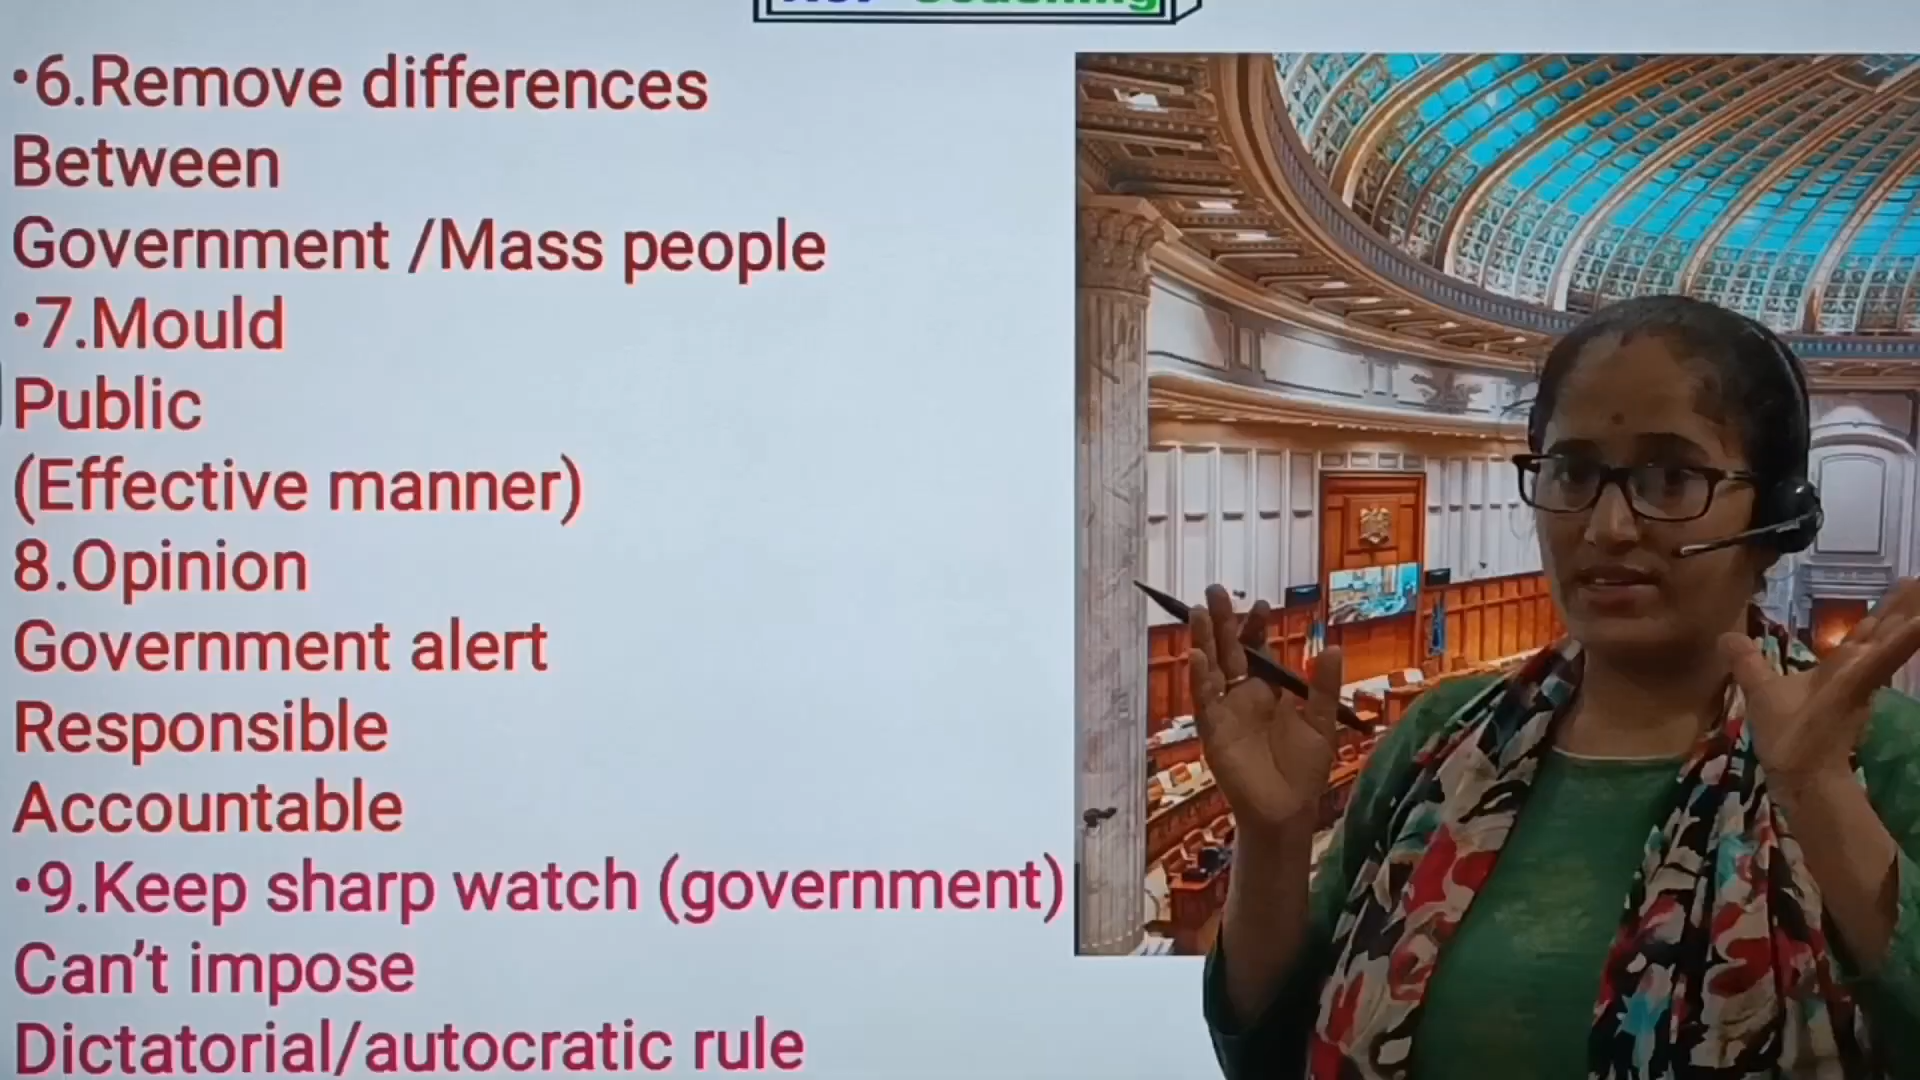 Coaching
•6.Remove differences
Between
Government /Mass people
•7.Mould
Public
(Effective manner)
8.Opinion
Government alert
Responsible
Accountable
•9.Keep sharp watch (government)
Can't impose
Dictatorial/autocratic rule